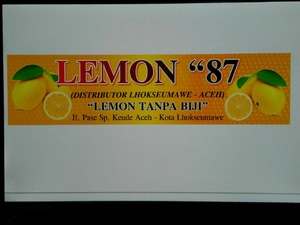 LEMON “87
(DISTRIBUTOR LHOKSEUMAWE - ACEH)
“LEMON TANPA BIJI”
Jl. Pase Sp. Keude Aceh - Kota Lhokseumawe